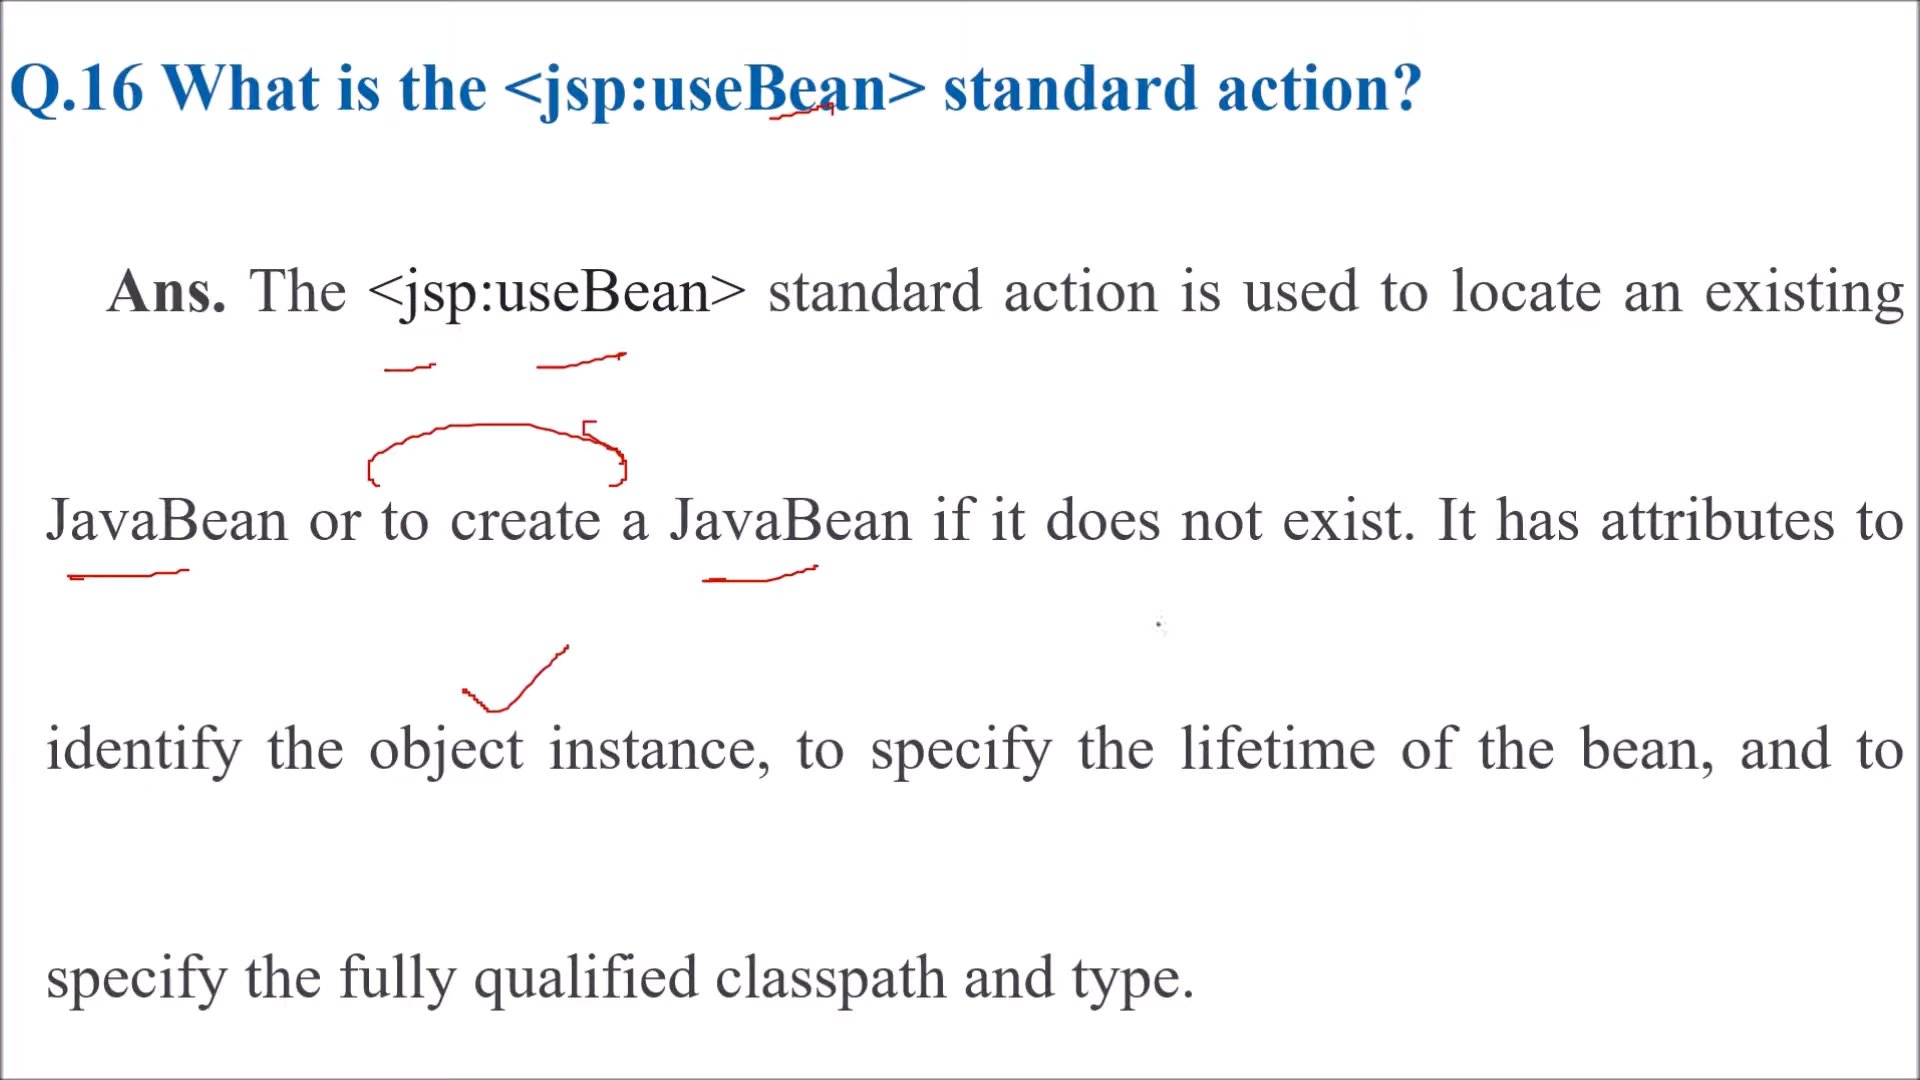 Q.16 What is the <jsp:useBean> standard action?
Ans. The <jsp:useBean> standard action is used to locate an existing
JavaBean or to create a JavaBean if it does not exist. It has attributes to
identify the object instance, to specify the lifetime of the bean, and to
specify the fully qualified classpath and type.